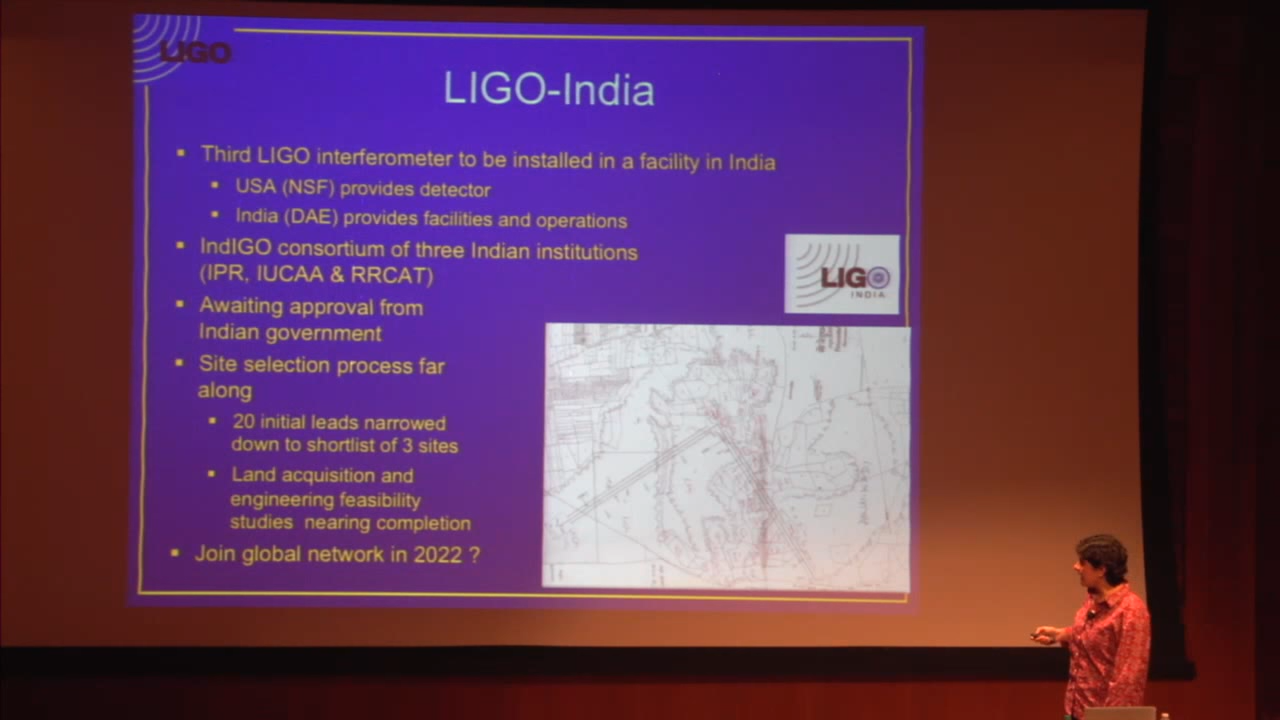 LIGO
LIGO-India
▪ Third LIGO interferometer to be installed in a facility in India
▪ USA (NSF) provides detector
▪ India (DAE) provides facilities and operations
▪ IndIGO consortium of three Indian institutions
(IPR, IUCAA & RRCAT)
LIGO
INDIA
▪ Awaiting approval from
Indian government
▪ Site selection process far
along
▪ 20 initial leads narrowed
down to shortlist of 3 sites
▪ Land acquisition and
engineering feasibility
studies nearing completion
▪ Join global network in 2022 ?